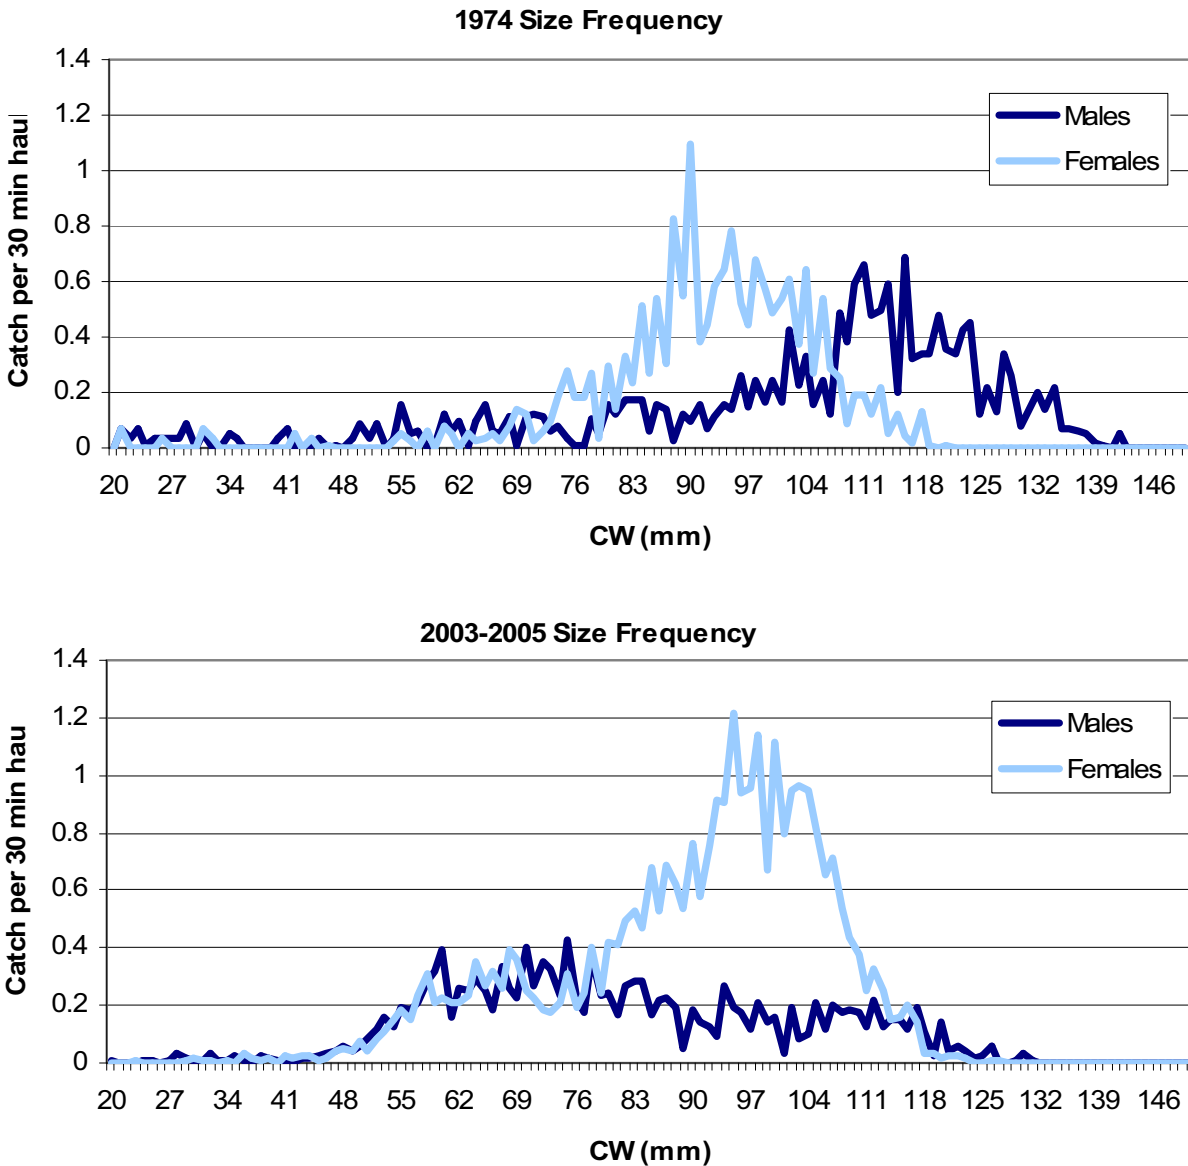 1974 Size Frequency
1.4
1.2
1
0.8
0.6
0.4
0.2
0
Catch per 30 min haul
Males
Females
20 27 34 41 48 55 62 69 76 83 90 97 104 111 118 125 132 139 146
CW (mm)
2003-2005 Size Frequency
1.4
1.2
1
0.8
0.6
0.4
0.2
0
Catch per 30 min hau
Males
Females
20 27 34 41 48 55 62 69 76 83 90 97 104 111 118 125 132 139 146
CW (mm)